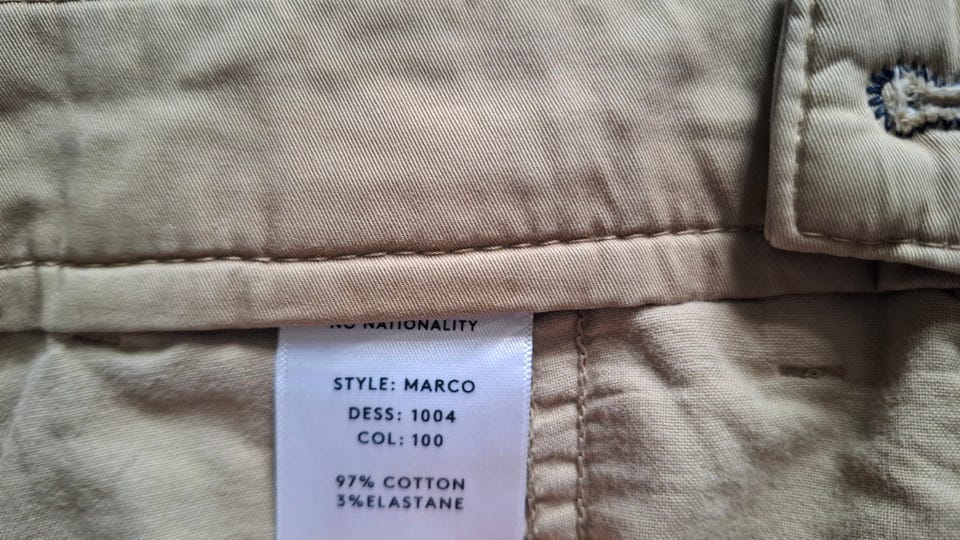 NO NATIONALITY
STYLE: MARCO
DESS: 1004
COL: 100
97% COTTON
3%ELASTANE